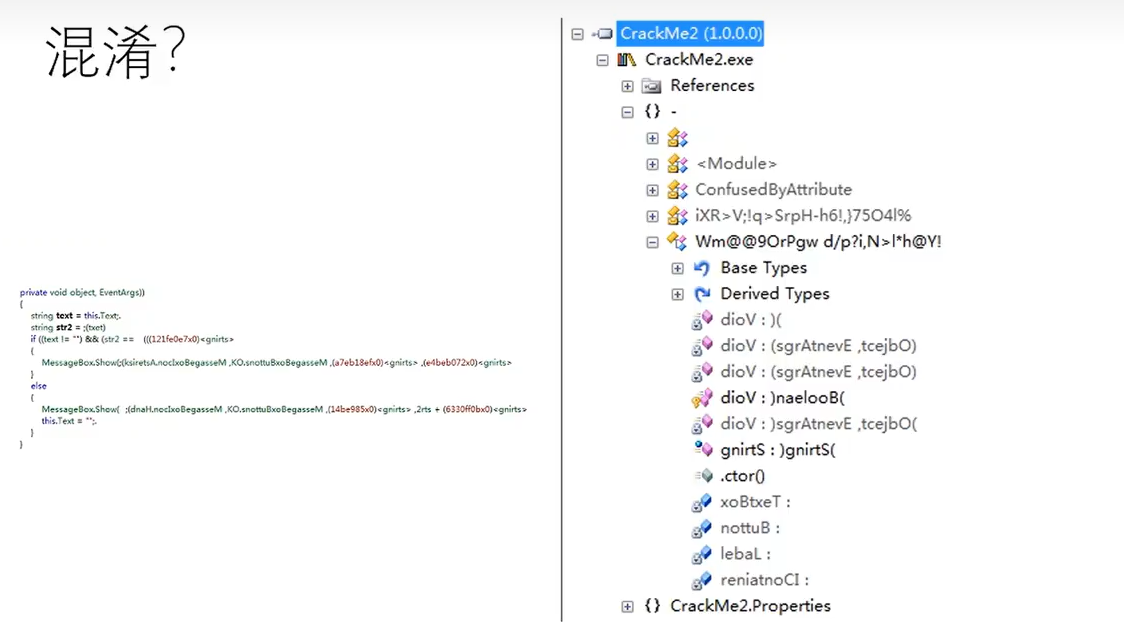 混淆?
private void object, EventArgs))
{
string text = this.Text;.
string str2 = ;(txet)
if ((text != "") && (str2 == (((121fe0e7x0)<gnirts>
{
MessageBox.Show(;(ksiretsA.nocIxoBegasseM ,KO.snottuBxoBegasseM ,(a7eb18efx0)<gnirts> ,(e4beb072x0)<gnirts>
}
else
{
MessageBox.Show( ;(dnaH.nocIxoBegasseM ,KO.snottuBxoBegasseM ,(14be985x0)<gnirts> ,2rts + (6330ff0bx0)<gnirts>
this.Text = "";.
}
}
CrackMe2 (1.0.0.0)
CrackMe2.exe
References
{} -
<Module>
ConfusedByAttribute
iXR>V;!q>SrpH-h6!,}75O4l%
Wm@@9OrPgw d/p?i,N>l*h@Y!
Base Types
Derived Types
dioV : )(
dioV : (sgrAtnevE ,tcejbO)
dioV : (sgrAtnevE ,tcejbO)
dioV : )naelooB(
dioV : )sgrAtnevE ,tcejbO(
gnirtS : )gnirtS(
.ctor()
xoBtxeT :
nottuB :
lebaL :
reniatnoCI :
{} CrackMe2.Properties